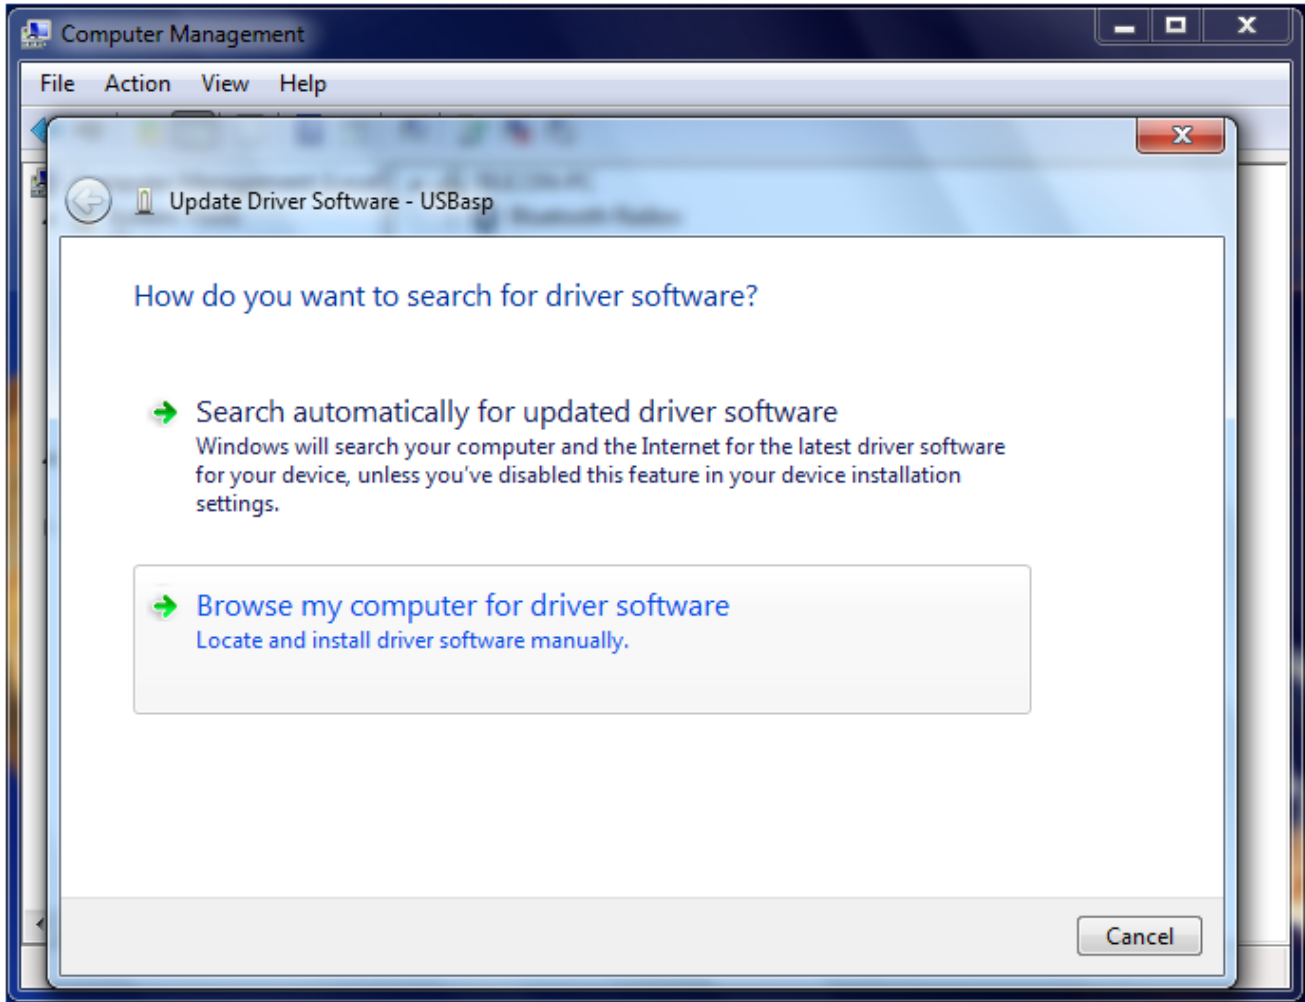 Computer Management
File Action View Help
Update Driver Software - USBasp
How do you want to search for driver software?
Search automatically for updated driver software
Windows will search your computer and the Internet for the latest driver software
for your device, unless you've disabled this feature in your device installation
settings.
Browse my computer for driver software
Locate and install driver software manually.
Cancel